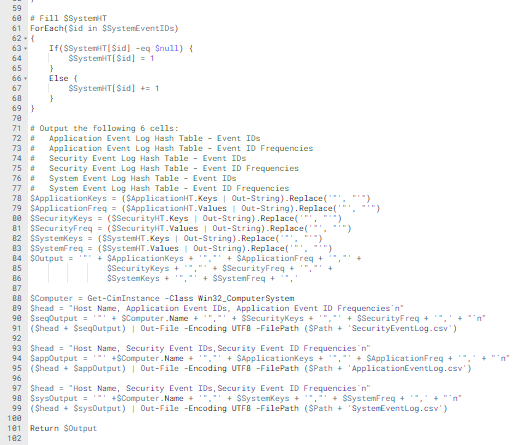 59
60 # Fill $SystemHT
61 ForEach($id in $SystemEventIDs)
62 {
63 If($SystemHT[$id] -eq $null) {
64 $SystemHT[$id] = 1
65 }
66 Else {
67 $SystemHT[$id] += 1
68 }
69 }
70
71 # Output the following 6 cells:
72 # Application Event Log Hash Table - Event IDs
73 # Application Event Log Hash Table - Event ID Frequencies
74 # Security Event Log Hash Table - Event IDs
75 # Security Event Log Hash Table - Event ID Frequencies
76 # System Event Log Hash Table - Event IDs
77 # System Event Log Hash Table - Event ID Frequencies
78 $ApplicationKeys = ($ApplicationHT.Keys | Out-String).Replace('"', '"')
79 $ApplicationFreq = ($ApplicationHT.Values | Out-String).Replace('"', '"')
80 $SecurityKeys = ($SecurityHT.Keys | Out-String).Replace('"', '"')
81 $SecurityFreq = ($SecurityHT.Values | Out-String).Replace('"', '"')
82 $SystemKeys = ($SystemHT.Keys | Out-String).Replace('"', '"')
83 $SystemFreq = ($SystemHT.Values | Out-String).Replace('"', '"')
84 $Output = '"' + $ApplicationKeys + '","' + $ApplicationFreq + '","' +
85 $SecurityKeys + '","' + $SecurityFreq + '","' +
86 $SystemKeys + '","' + $SystemFreq + '",'
87
88 $Computer = Get-CimInstance -Class Win32_ComputerSystem
89 $head = "Host Name, Application Event IDs, Application Event ID Frequencies`n"
90 $seqOutput = '"' + $Computer.Name + '","' + $SecurityKeys + '","' + $SecurityFreq + '",' + "`n"
91 ($head + $seqOutput) | Out-File -Encoding UTF8 -FilePath ($Path + 'SecurityEventLog.csv')
92
93 $head = "Host Name, Security Event IDs,Security Event ID Frequencies`n"
94 $appOutput = '"' +$Computer.Name + '","' + $ApplicationKeys + '","' + $ApplicationFreq + '",' + "`n"
95 ($head + $appOutput) | Out-File -Encoding UTF8 -FilePath ($Path + 'ApplicationEventLog.csv')
96
97 $head = "Host Name, Security Event IDs,Security Event ID Frequencies`n"
98 $sysOutput = '"' +$Computer.Name + '","' + $SystemKeys + '","' + $SystemFreq + '",' + "`n"
99 ($head + $sysOutput) | Out-File -Encoding UTF8 -FilePath ($Path + 'SystemEventLog.csv')
100
101 Return $Output
102